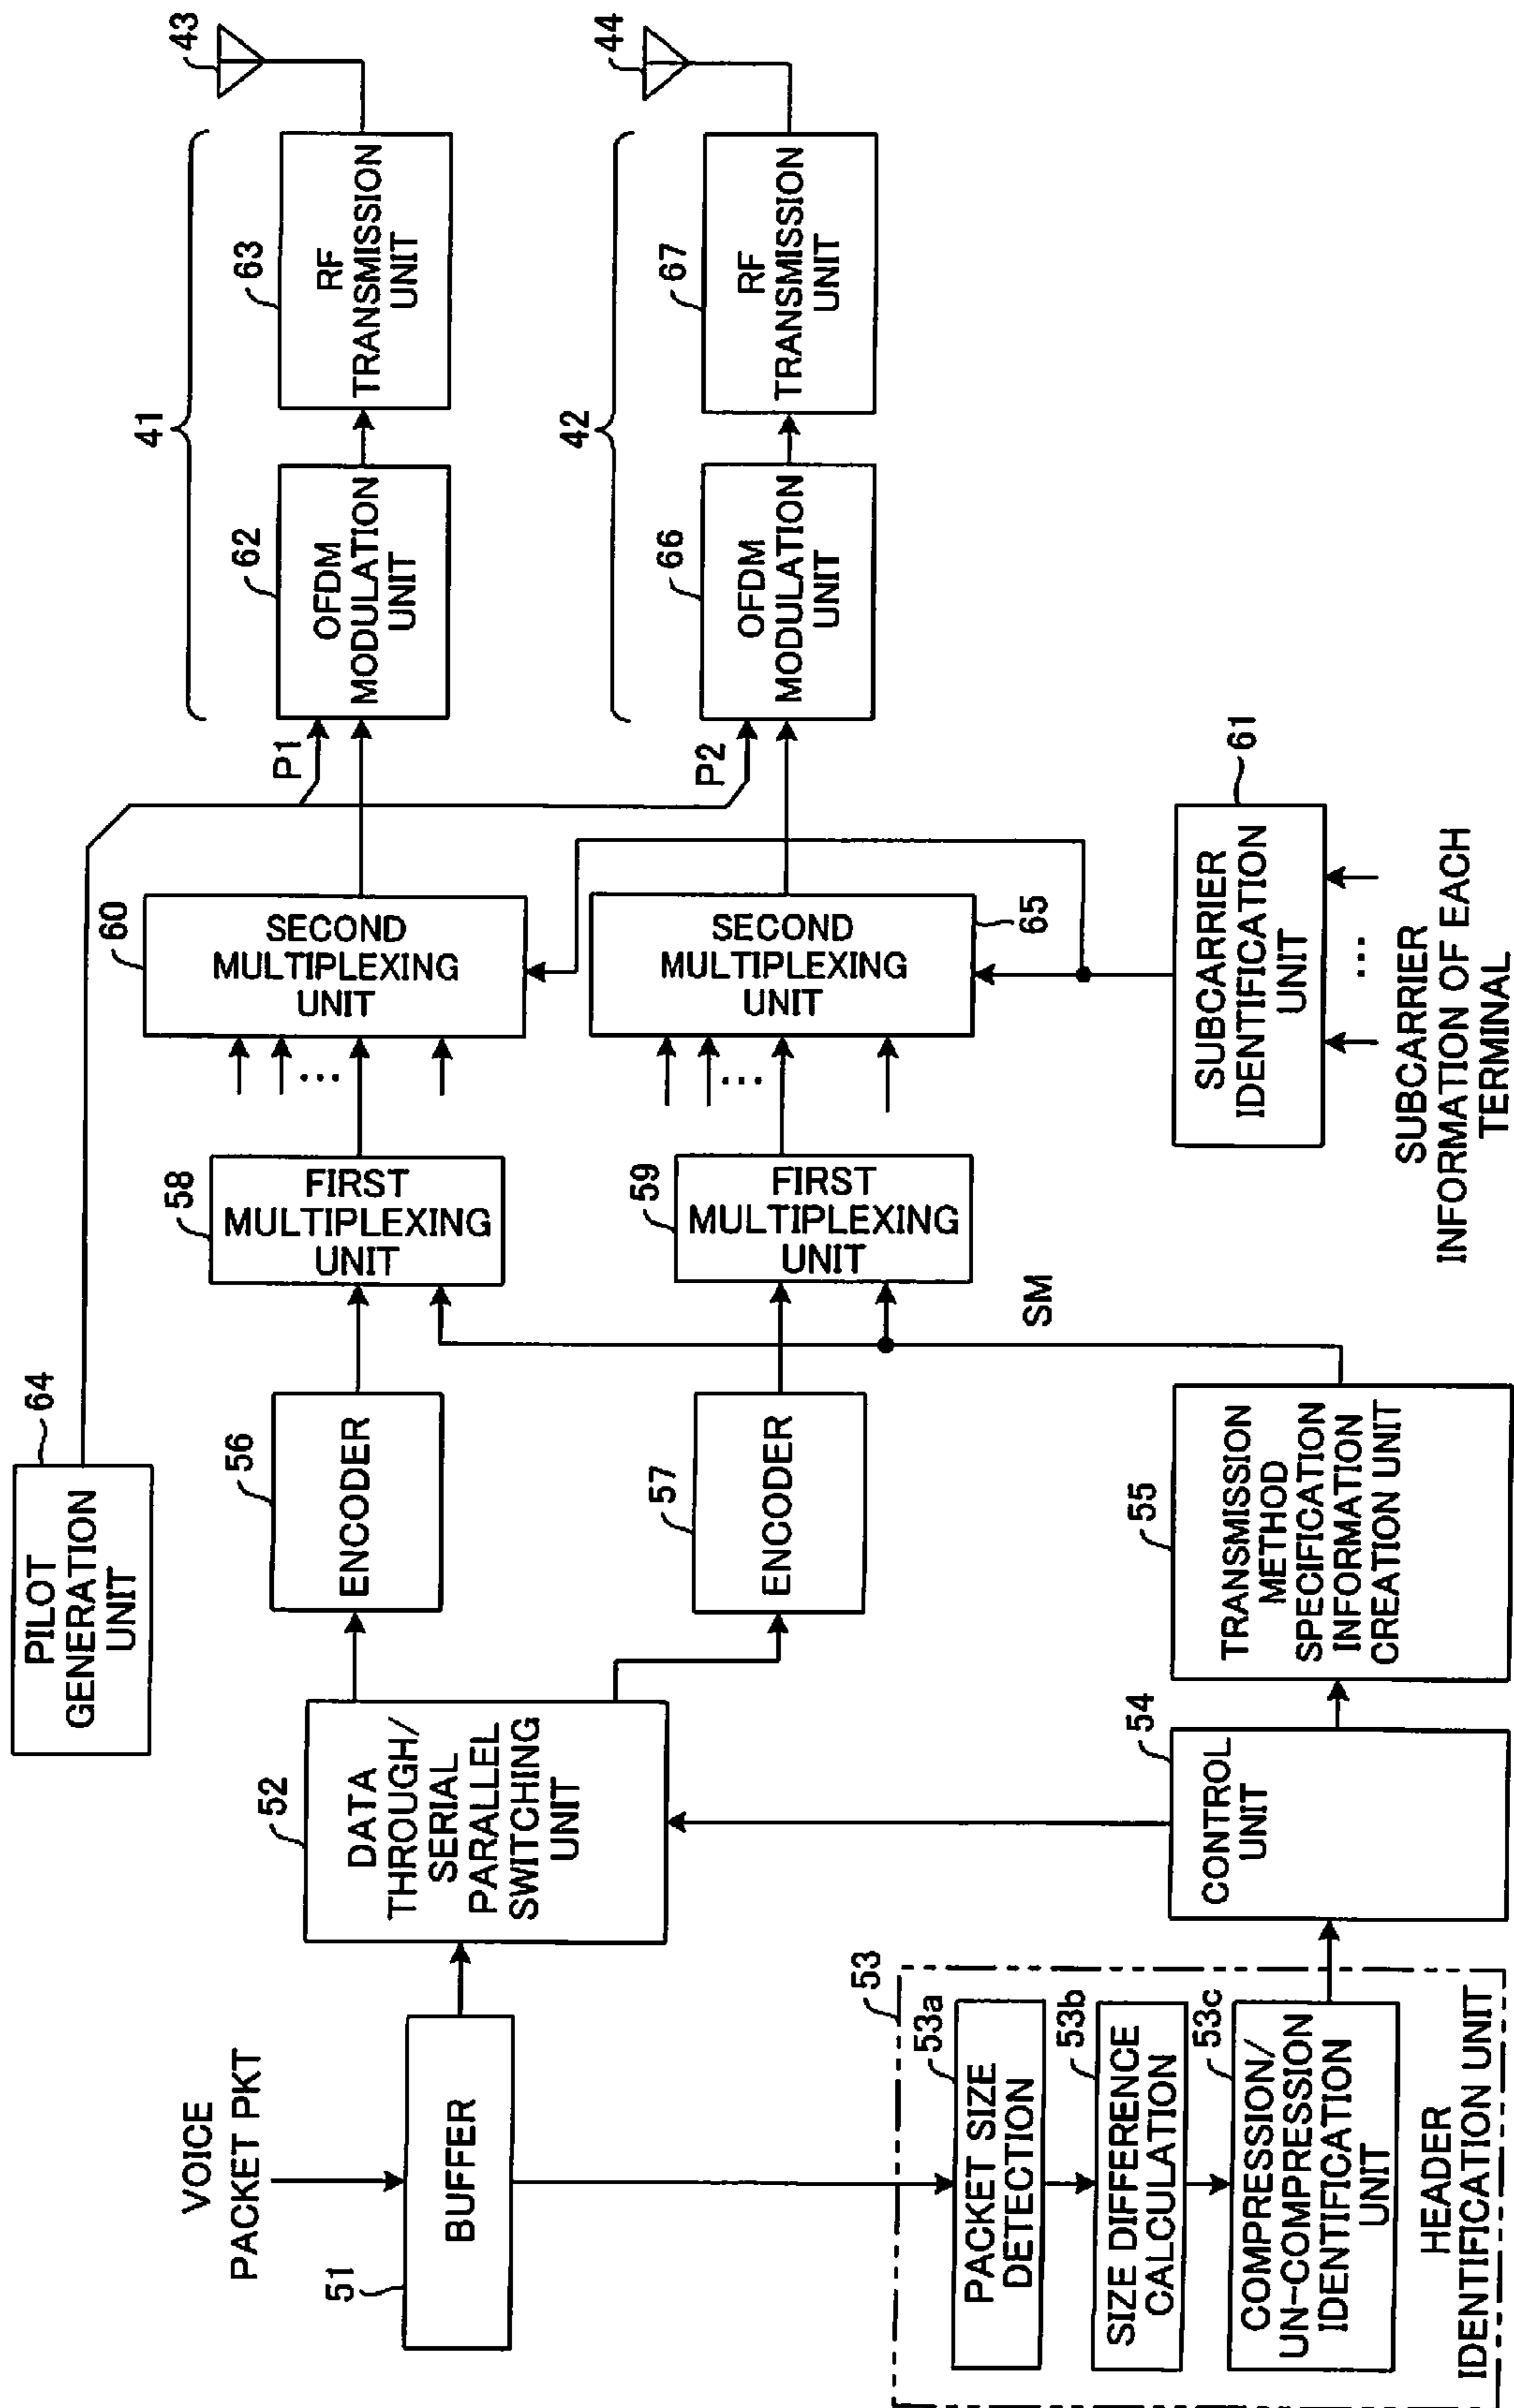 VOICE
PACKET PKT
51
BUFFER
52
DATA
THROUGH/
SERIAL
PARALLEL
SWITCHING
UNIT
53
53a
PACKET SIZE
DETECTION
53b
SIZE DIFFERENCE
CALCULATION
53c
COMPRESSION/
UN-COMPRESSION
IDENTIFICATION
UNIT
HEADER
IDENTIFICATION UNIT
54
CONTROL
UNIT
55
TRANSMISSION
METHOD
SPECIFICATION
INFORMATION
CREATION UNIT
64
PILOT
GENERATION
UNIT
56
ENCODER
57
ENCODER
SM
58
FIRST
MULTIPLEXING
UNIT
59
FIRST
MULTIPLEXING
UNIT
...
...
60
SECOND
MULTIPLEXING
UNIT
65
SECOND
MULTIPLEXING
UNIT
61
SUBCARRIER
IDENTIFICATION
UNIT
...
SUBCARRIER
INFORMATION OF EACH
TERMINAL
P1
P2
41
62
OFDM
MODULATION
UNIT
63
RF
TRANSMISSION
UNIT
43
42
66
OFDM
MODULATION
UNIT
67
RF
TRANSMISSION
UNIT
44